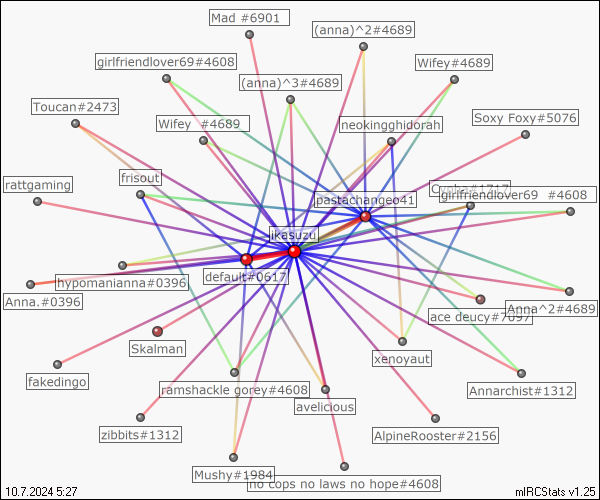 Mad #6901
(anna)^2#4689
girlfriendlover69#4608
Wifey #4689
(anna)^3#4689
Toucan#2473
Wifey #4689
neokingghidorah
Soxy Foxy#5076
frisout
rattgaming
girlfriendlover69 #4608
pastachangeo41
jkasuzu
default#0617
hypomanianna#0396
Anna.#0396
Anna^2#4689
ace deucy#7097
Skalman
xenoyaut
fakedingo
ramshackle gorey#4608
Annarchist#1312
avelicious
zibbits#1312
AlpineRooster#2156
Mushy#1984
no cops no laws no hope#4608
10.7.2024 5:27
mIRCStats v1.25